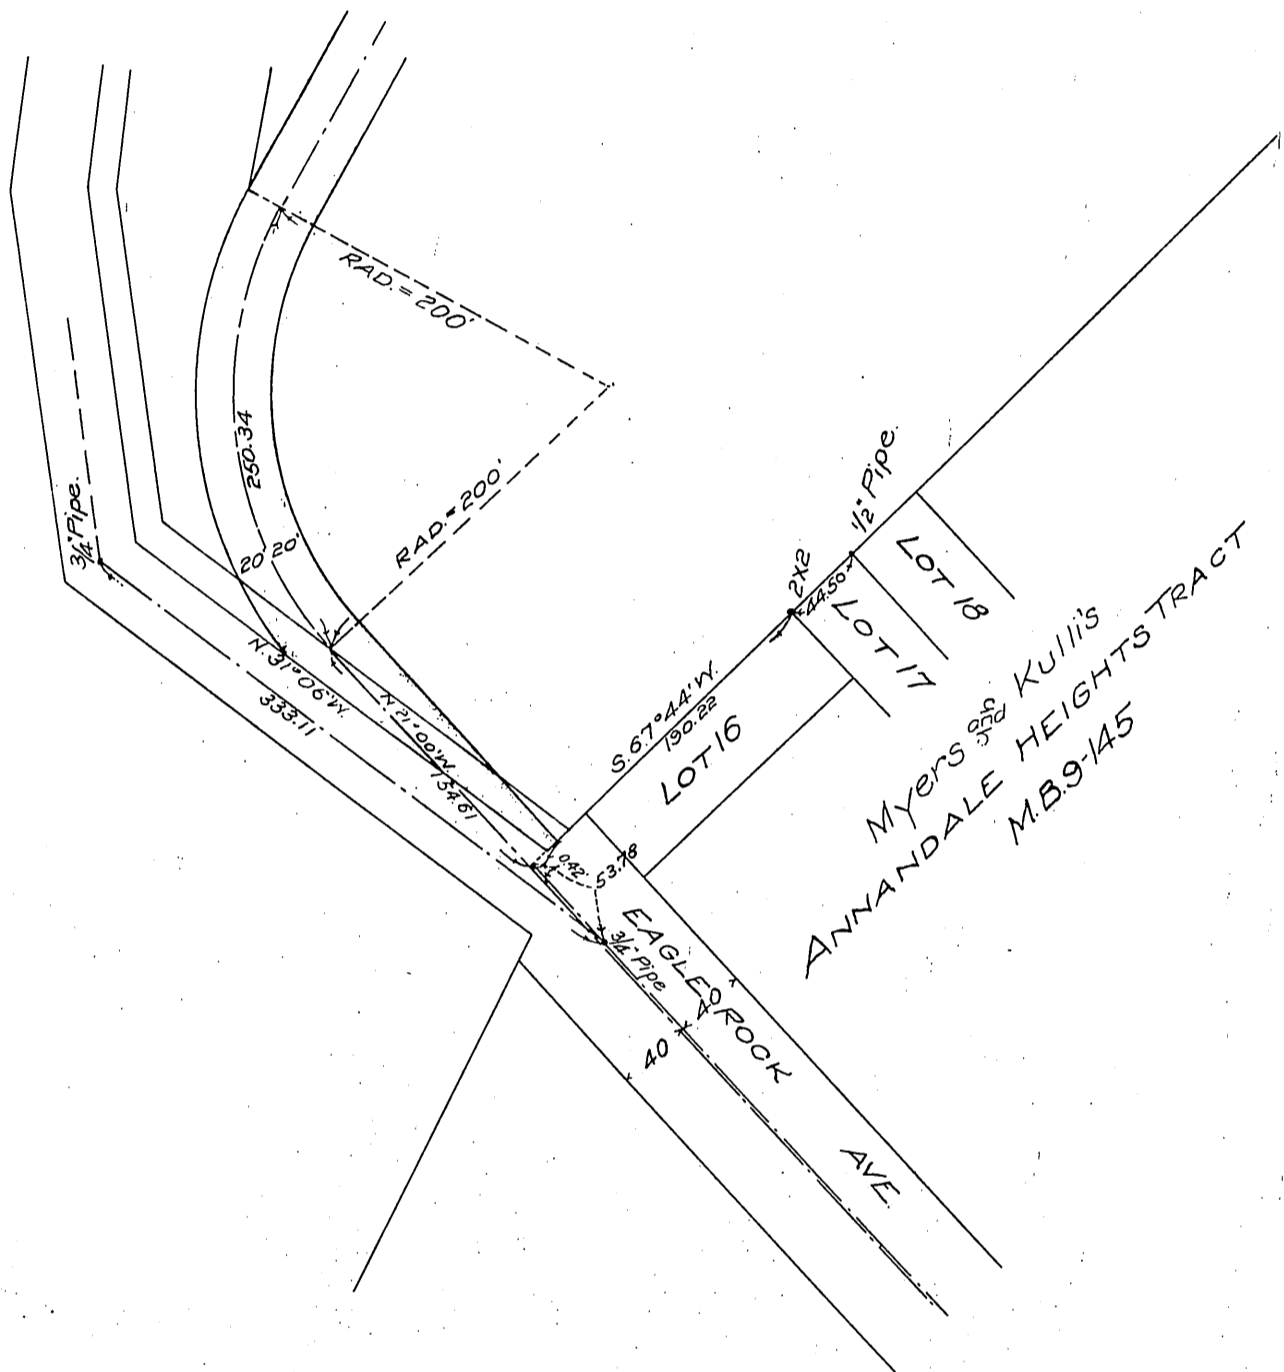 RAD. = 200'
250.34
RAD. = 200'
20' 20'
3/4" Pipe.
N. 31° 06' W.
333.11
N. 21° 00' W.
154.61
S. 67° 44' W.
190.22
2X2
44.50
1/2" Pipe.
LOT 18
LOT 17
LOT 16
0.42'
53.78
3/4" Pipe
EAGLE ROCK
AVE.
40
40
Myers and Kulli's
ANNANDALE HEIGHTS TRACT
M.B. 9-145